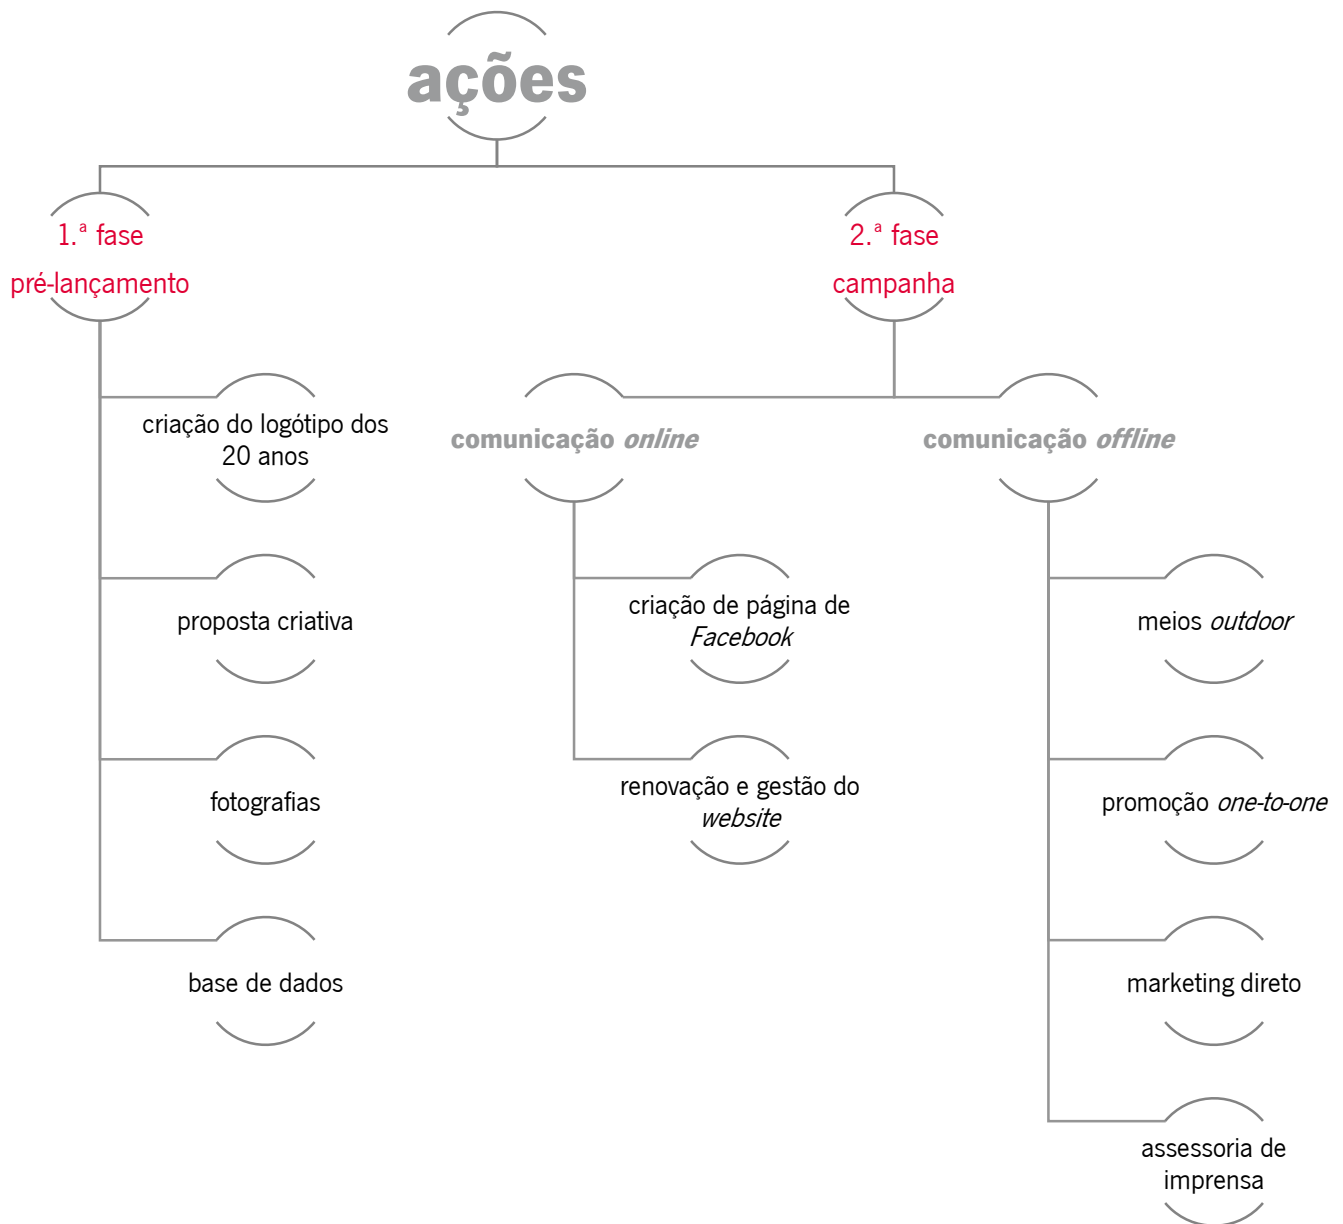 ações
1.ª fase
pré-lançamento
2.ª fase
campanha
criação do logótipo dos
20 anos
proposta criativa
fotografias
base de dados
comunicação online
criação de página de
Facebook
renovação e gestão do
website
comunicação offline
meios outdoor
promoção one-to-one
marketing direto
assessoria de
imprensa